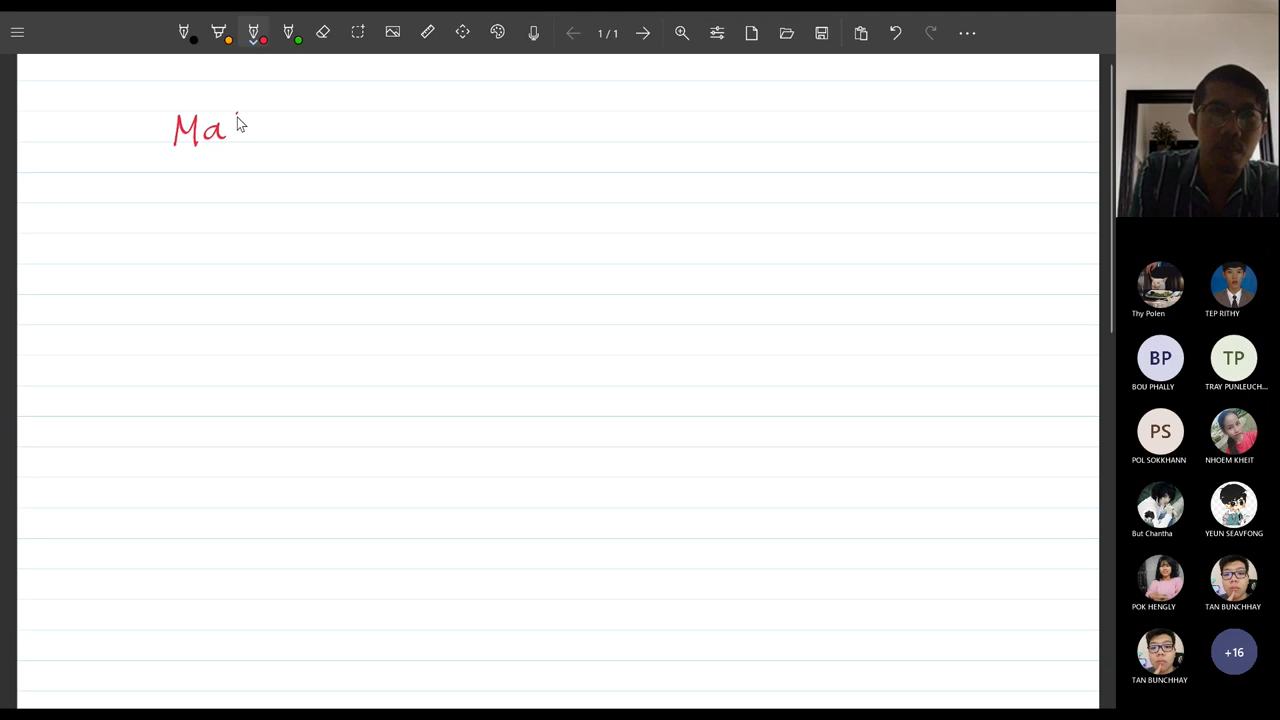 1 / 1
Ma
Thy Polen
TEP RITHY
BP
TP
BOU PHALLY
TRAY PUNLEUCH...
PS
POL SOKKHANN
NHOEM KHEIT
But Chantha
YEUN SEAVFONG
POK HENGLY
TAN BUNCHHAY
TAN BUNCHHAY
+16